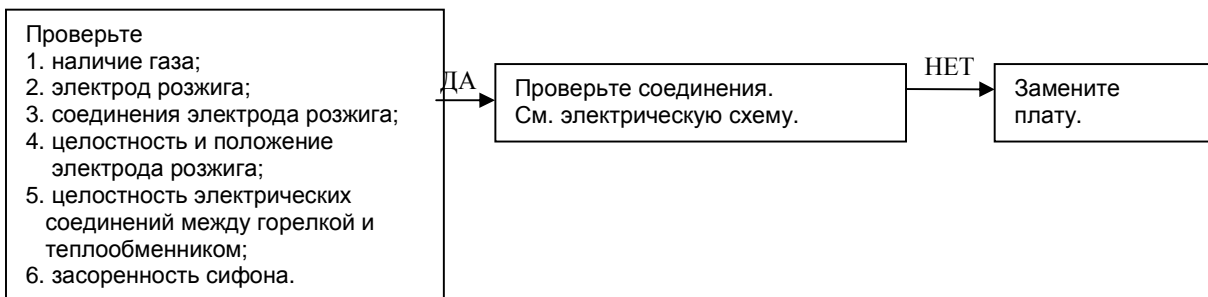 Проверьте
1. наличие газа;
2. электрод розжига;
3. соединения электрода розжига;
4. целостность и положение
электрода розжига;
5. целостность электрических
соединений между горелкой и
теплообменником;
6. засоренность сифона.
ДА
Проверьте соединения.
См. электрическую схему.
НЕТ
Замените
плату.